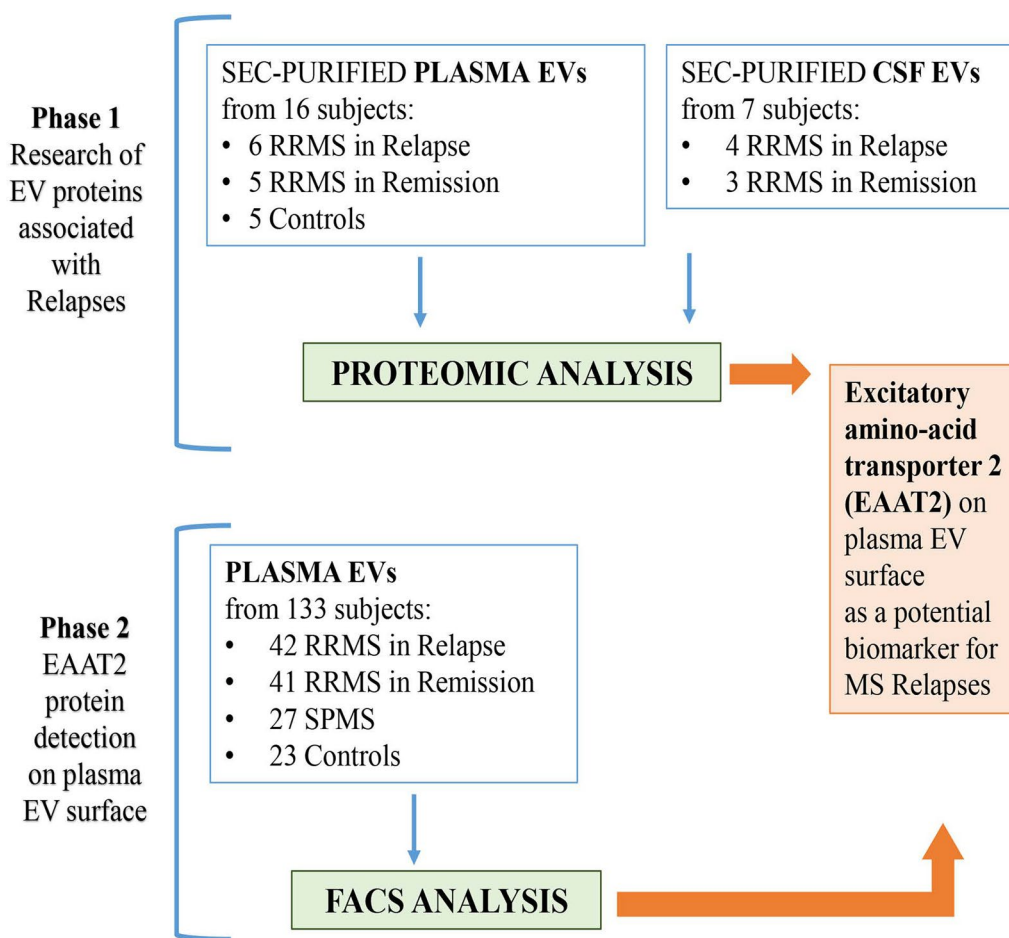 Phase 1
Research of
EV proteins
associated
with
Relapses
SEC-PURIFIED PLASMA EVs
from 16 subjects:
• 6 RRMS in Relapse
• 5 RRMS in Remission
• 5 Controls
SEC-PURIFIED CSF EVs
from 7 subjects:
• 4 RRMS in Relapse
• 3 RRMS in Remission
PROTEOMIC ANALYSIS
Excitatory
amino-acid
transporter 2
(EAAT2) on
plasma EV
surface
as a potential
biomarker for
MS Relapses
Phase 2
EAAT2
protein
detection
on plasma
EV surface
PLASMA EVs
from 133 subjects:
• 42 RRMS in Relapse
• 41 RRMS in Remission
• 27 SPMS
• 23 Controls
FACS ANALYSIS